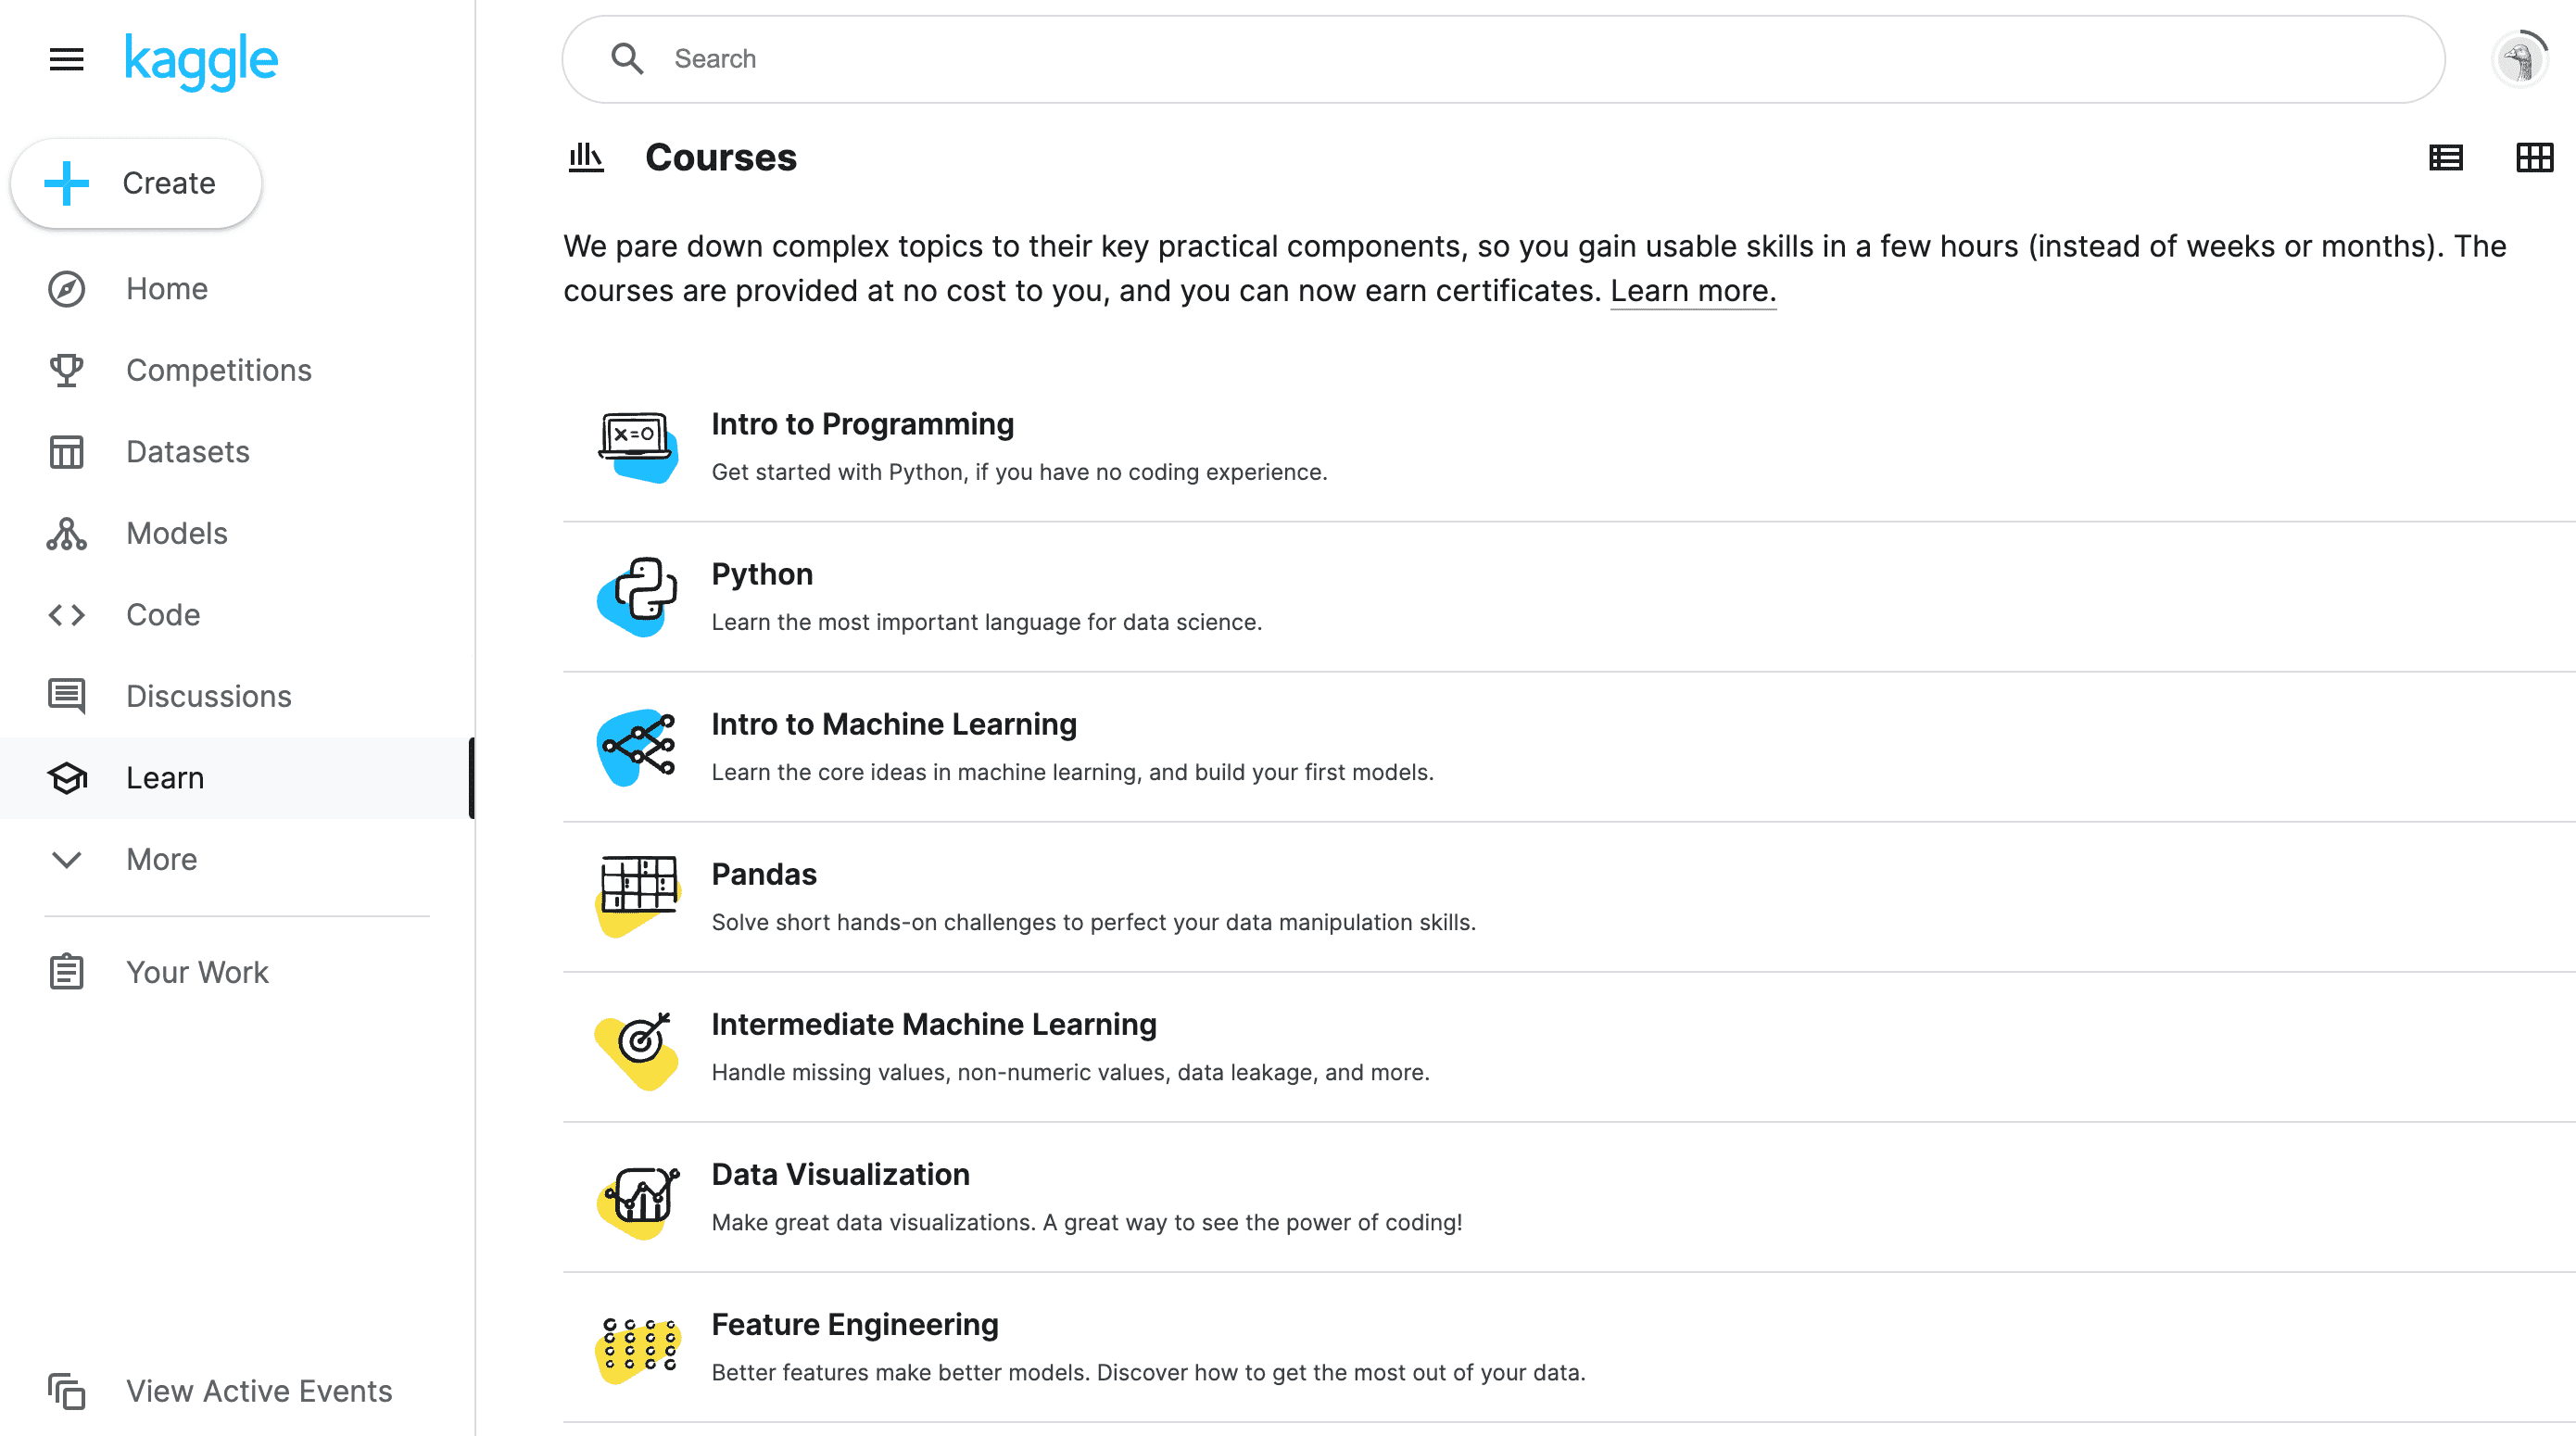 kaggle
Search
Create
Home
Competitions
Datasets
Models
Code
Discussions
Learn
More
Your Work
View Active Events
Courses
We pare down complex topics to their key practical components, so you gain usable skills in a few hours (instead of weeks or months). The
courses are provided at no cost to you, and you can now earn certificates. Learn more.
x=0
Intro to Programming
Get started with Python, if you have no coding experience.
Python
Learn the most important language for data science.
Intro to Machine Learning
Learn the core ideas in machine learning, and build your first models.
Pandas
Solve short hands-on challenges to perfect your data manipulation skills.
Intermediate Machine Learning
Handle missing values, non-numeric values, data leakage, and more.
Data Visualization
Make great data visualizations. A great way to see the power of coding!
Feature Engineering
Better features make better models. Discover how to get the most out of your data.